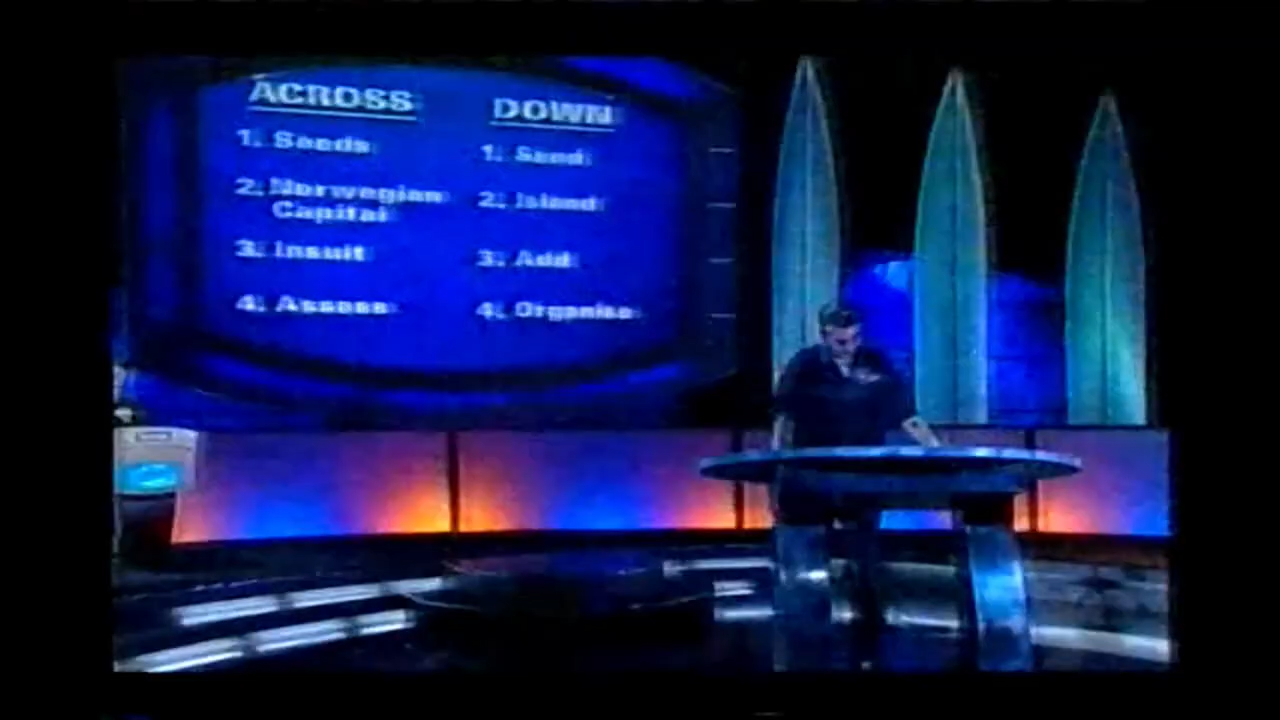 ACROSS
1. Seeds
2. Norwegian
Capital
3. Insult
4. Assess
DOWN
1. Send
2. Island
3. Add
4. Organise